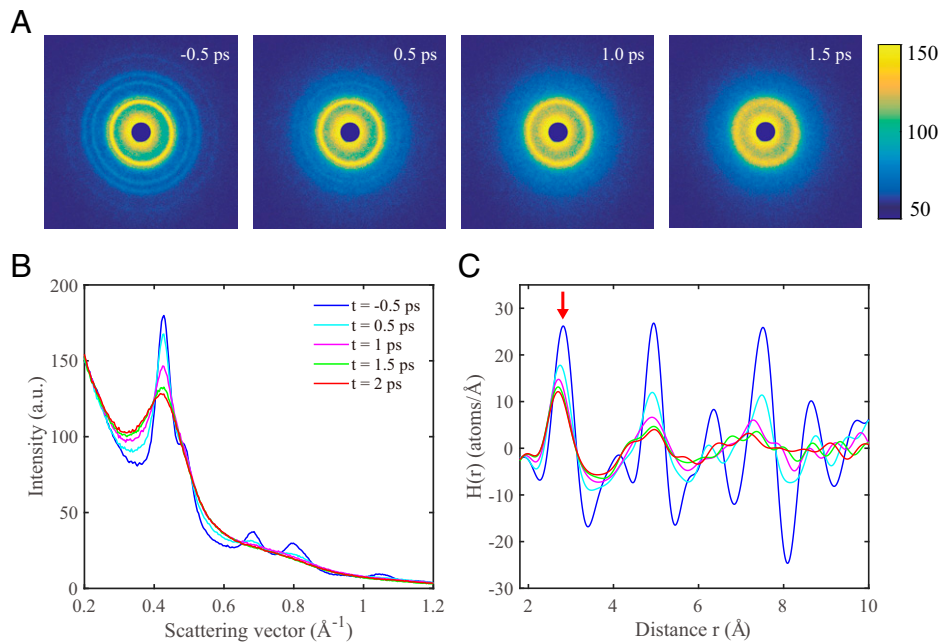 A
-0.5 ps
0.5 ps
1.0 ps
1.5 ps
150
100
50
B
C
200
150
100
50
0
0.2 0.4 0.6 0.8 1 1.2
Intensity (a.u.)
Scattering vector (Å⁻¹)
t = -0.5 ps
t = 0.5 ps
t = 1 ps
t = 1.5 ps
t = 2 ps
30
20
10
0
-10
-20
-30
2 4 6 8 10
H(r) (atoms/Å)
Distance r (Å)